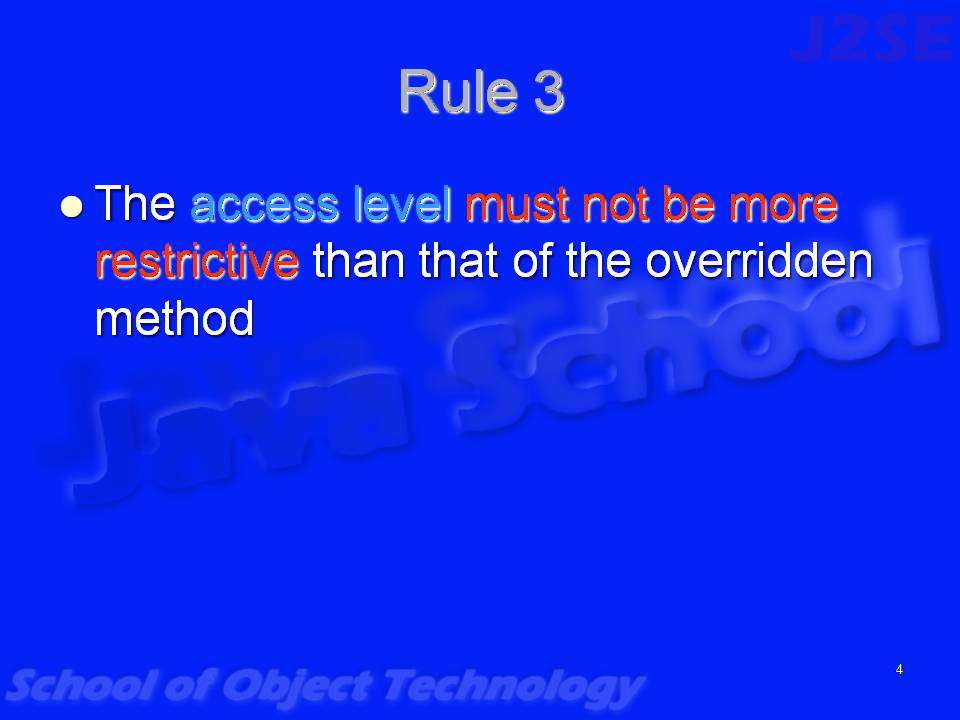 J2SE
Rule 3
The access level must not be more
restrictive than that of the overridden
method
Java School
School of Object Technology
4